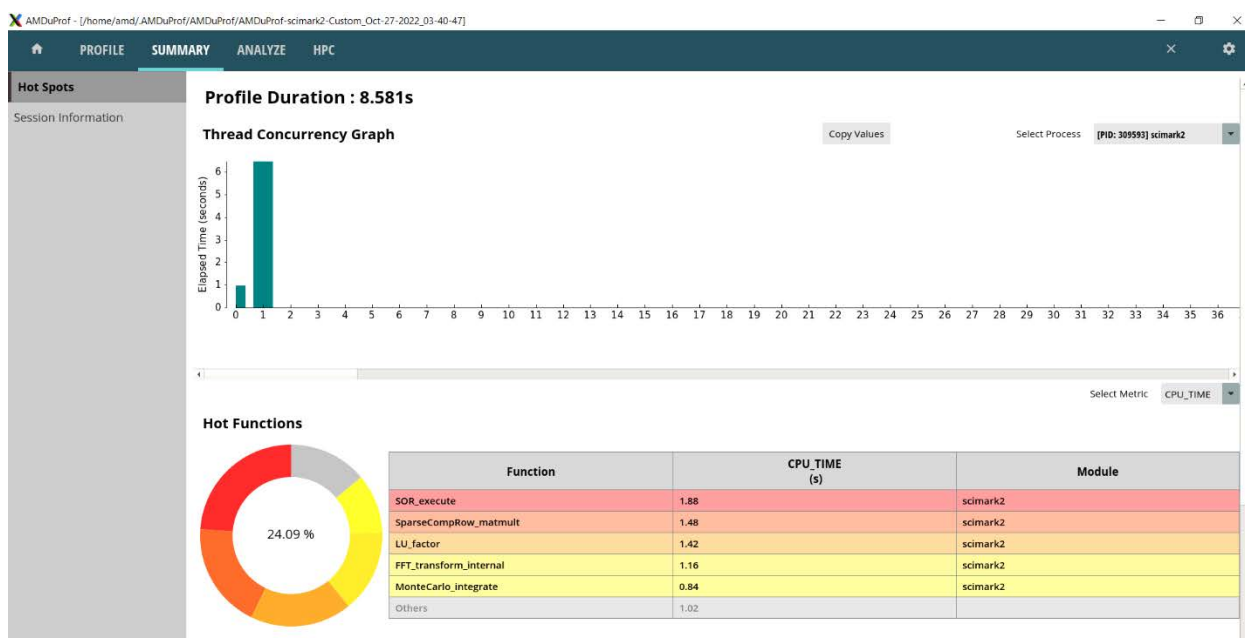 AMDuProf - [/home/amd/.AMDuProf/AMDuProf/AMDuProf-scimark2-Custom_Oct-27-2022_03-40-47]
PROFILE SUMMARY ANALYZE HPC
Hot Spots
Session Information
Profile Duration : 8.581s
Thread Concurrency Graph
Copy Values
Select Process [PID: 309593] scimark2
Elapsed Time (seconds)
6
5
4
3
2
1
0
0 1 2 3 4 5 6 7 8 9 10 11 12 13 14 15 16 17 18 19 20 21 22 23 24 25 26 27 28 29 30 31 32 33 34 35 36
Select Metric CPU_TIME
Hot Functions
24.09 %
Function CPU_TIME (s) Module
SOR_execute 1.88 scimark2
SparseCompRow_matmult 1.48 scimark2
LU_factor 1.42 scimark2
FFT_transform_internal 1.16 scimark2
MonteCarlo_integrate 0.84 scimark2
Others 1.02